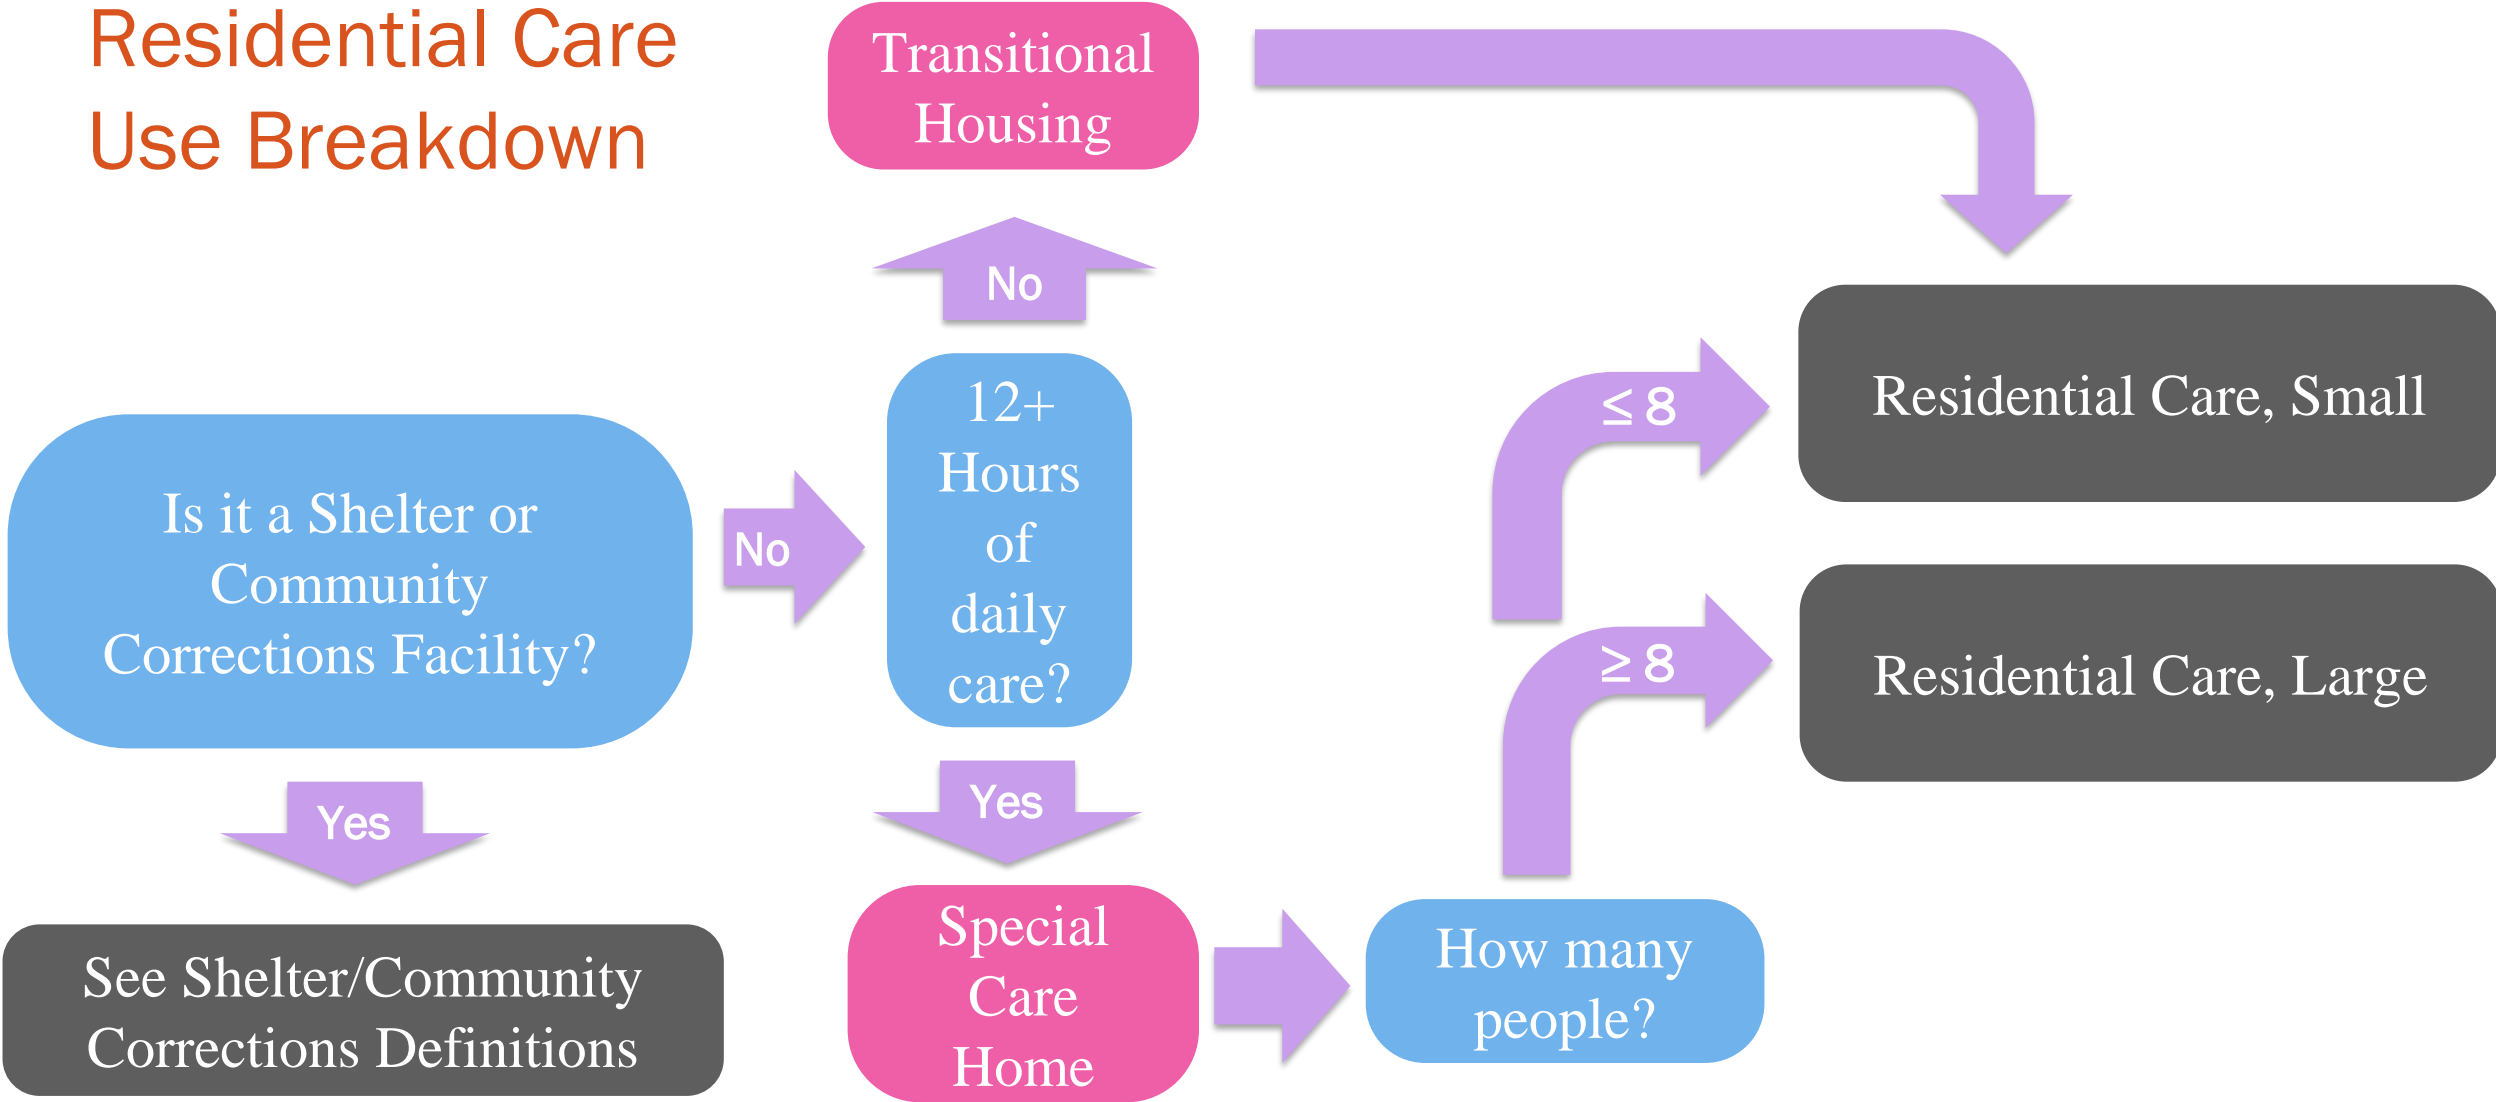 Residential Care
Use Breakdown
Transitional
Housing
No
12+
Hours
of
daily
care?
Is it a Shelter or
Community
Corrections Facility?
No
Yes
See Shelter/Community
Corrections Definitions
Yes
Special
Care
Home
How many
people?
≤ 8
Residential Care, Small
≥ 8
Residential Care, Large